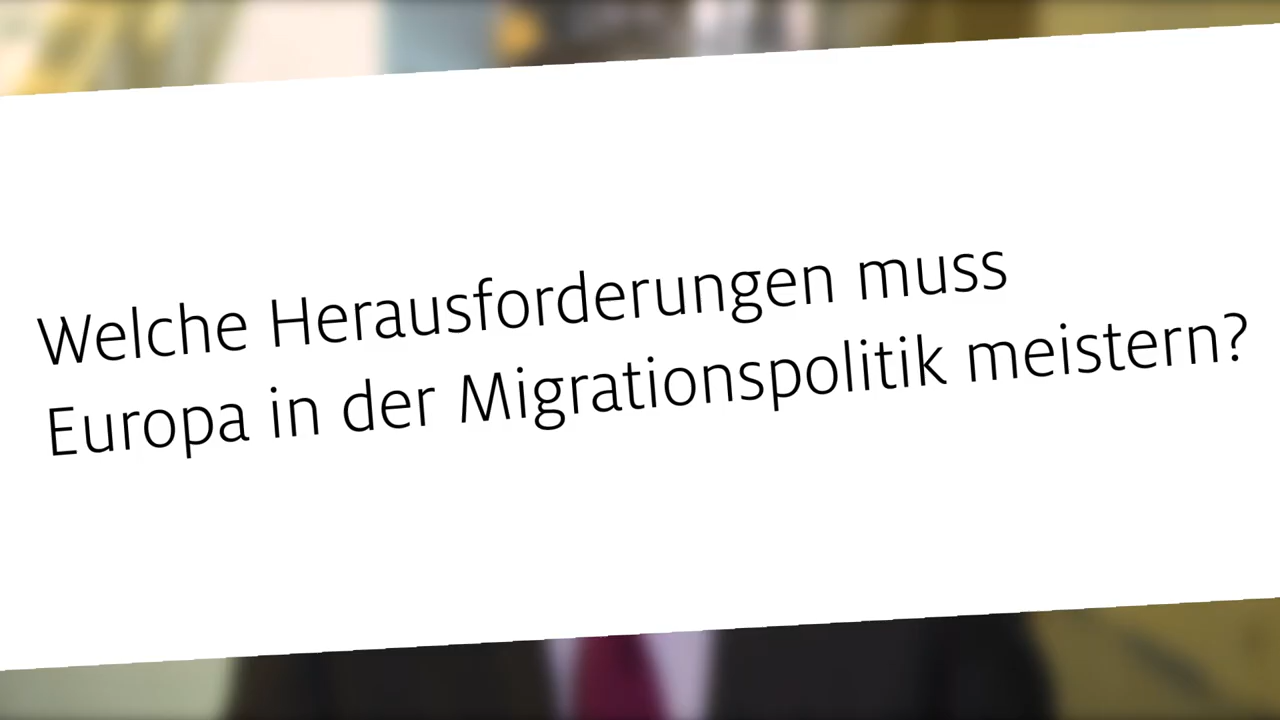 Welche Herausforderungen muss
Europa in der Migrationspolitik meistern?